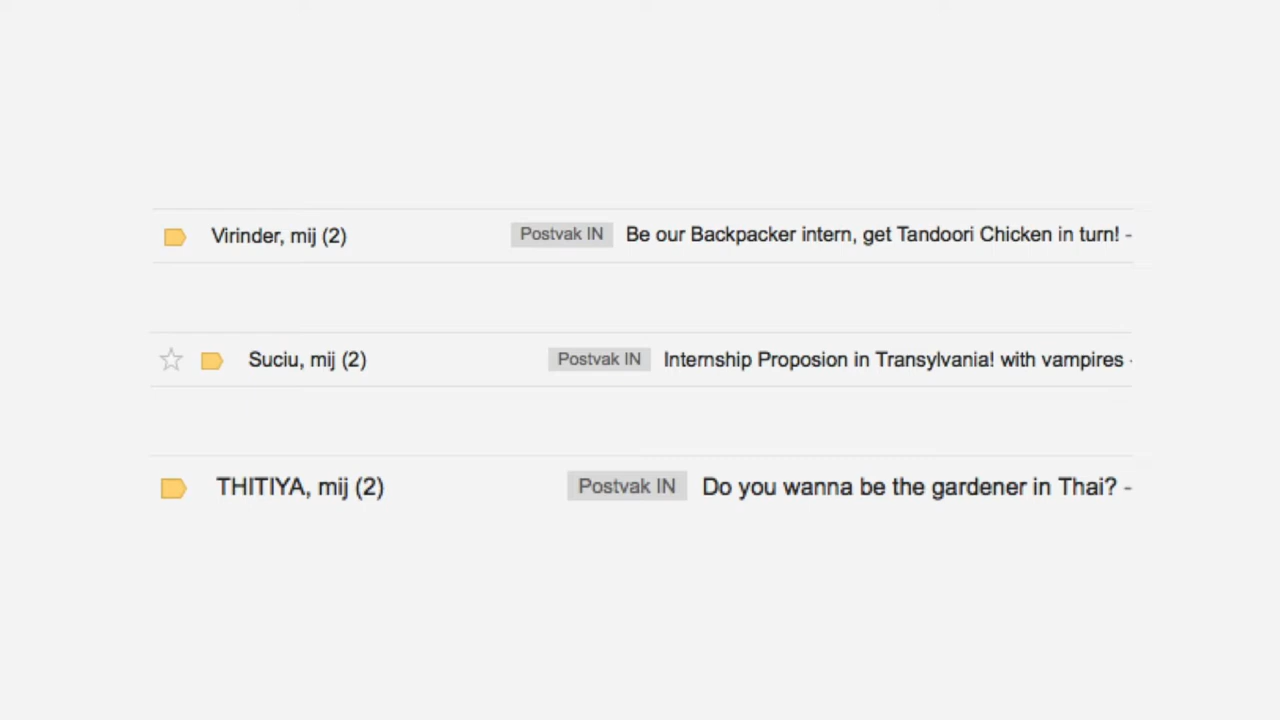 Virinder, mij (2) Postvak IN Be our Backpacker intern, get Tandoori Chicken in turn! -
Suciu, mij (2) Postvak IN Internship Proposion in Transylvania! with vampires -
THITIYA, mij (2) Postvak IN Do you wanna be the gardener in Thai? -